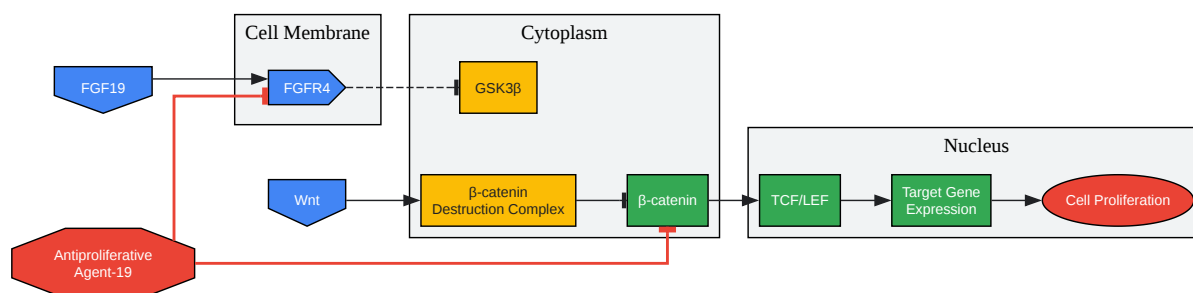 Cell Membrane
Cytoplasm
FGF19
FGFR4
GSK3β
Nucleus
Wnt
β-catenin
Destruction Complex
β-catenin
TCF/LEF
Target Gene
Expression
Cell Proliferation
Antiproliferative
Agent-19